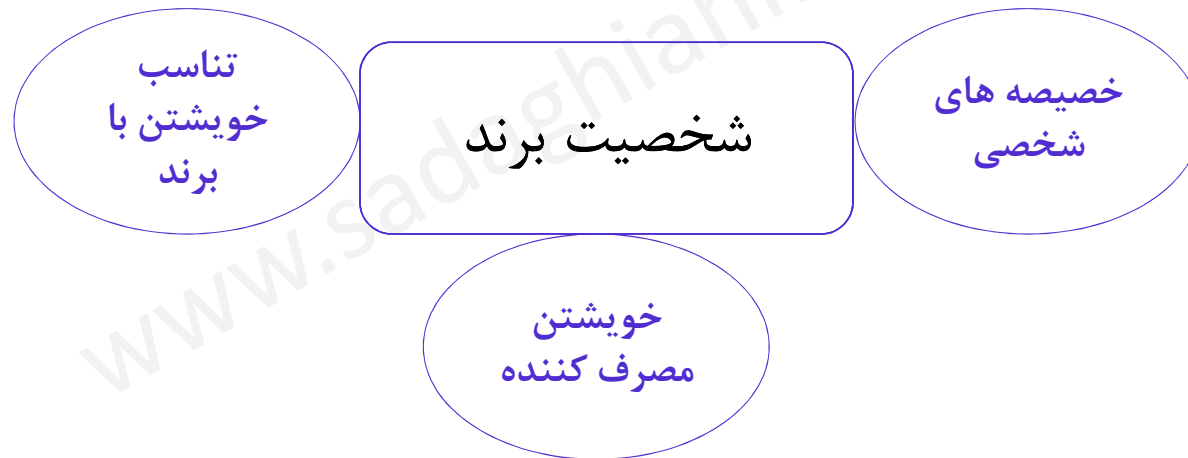 خصیصه های
شخصی
شخصیت برند
تناسب
خویشتن با
برند
خویشتن
مصرف کننده